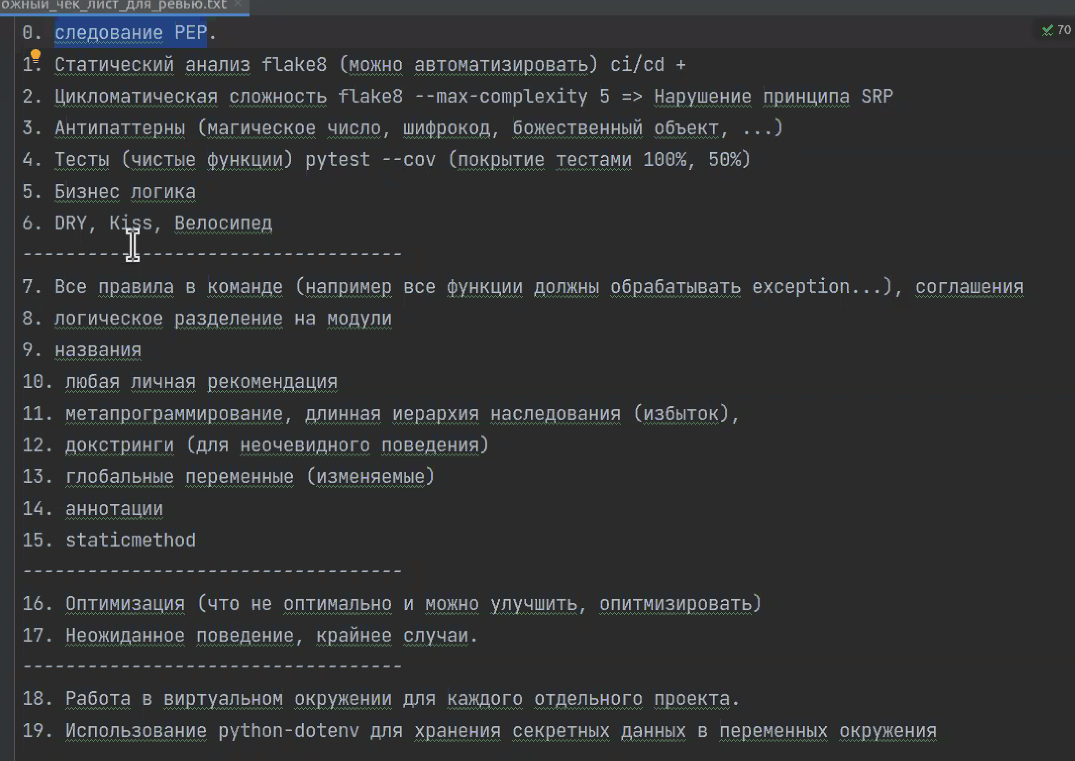 ожный_чек_лист_для_ревью.txt ×
0. следование PEP.
70
1. Статический анализ flake8 (можно автоматизировать) ci/cd +
2. Цикломатическая сложность flake8 --max-complexity 5 => Нарушение принципа SRP
3. Антипаттерны (магическое число, шифрокод, божественный объект, ...)
4. Тесты (чистые функции) pytest --cov (покрытие тестами 100%, 50%)
5. Бизнес логика
6. DRY, Kiss, Велосипед
-----------------------------------
7. Все правила в команде (например все функции должны обрабатывать exception...), соглашения
8. логическое разделение на модули
9. названия
10. любая личная рекомендация
11. метапрограммирование, длинная иерархия наследования (избыток),
12. докстринги (для неочевидного поведения)
13. глобальные переменные (изменяемые)
14. аннотации
15. staticmethod
-----------------------------------
16. Оптимизация (что не оптимально и можно улучшить, опитмизировать)
17. Неожиданное поведение, крайнее случаи.
-----------------------------------
18. Работа в виртуальном окружении для каждого отдельного проекта.
19. Использование python-dotenv для хранения секретных данных в переменных окружения